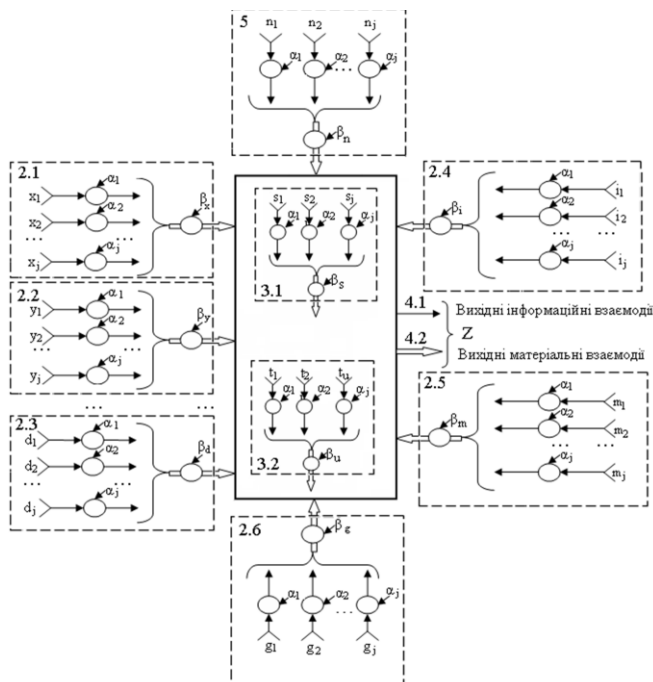 5 n1 n2 nj
α1 α2 ... αj
βn
2.1 α1
x1 α2 βx
x2
... αj ...
xj
2.2 α1
y1 α2 βy
y2
... αj ...
yj
... ...
2.3 α1
d1 α2 βd
d2
... αj ...
dj
s1 s2 sj
α1 α2 αj
3.1 βs
t1 t2 tu
α1 α2 αj
3.2 βu
2.4 α1
βi α2 i1
i2
... αj ...
ij
4.1 Вихідні інформаційні взаємодії
Z
4.2 Вихідні матеріальні взаємодії
2.5 α1
βm α2 m1
m2
... αj ...
mj
2.6 βg
α1 α2 αj
...
g1 g2 gj